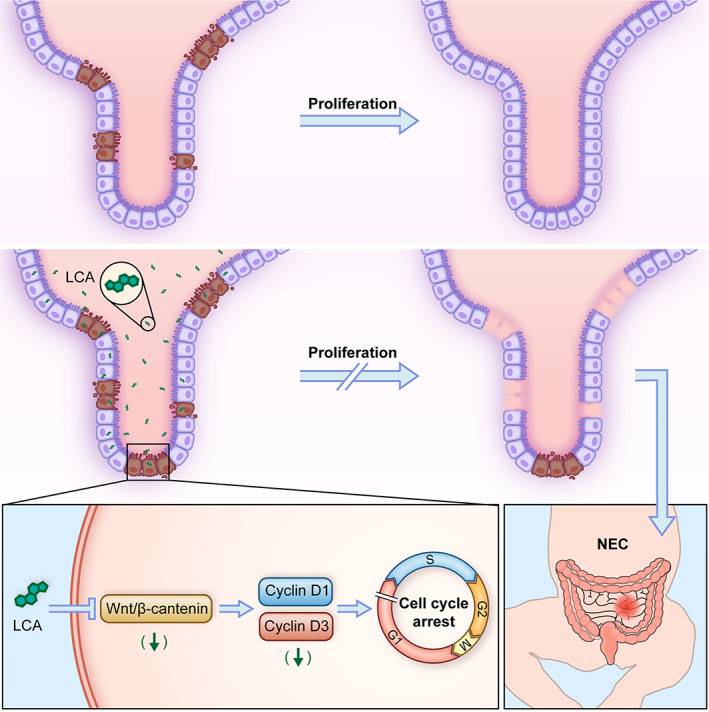 Proliferation
LCA
Proliferation
LCA
Wnt/β-cantenin
(↓)
Cyclin D1
Cyclin D3
(↓)
S
G2
M
G1
Cell cycle
arrest
NEC